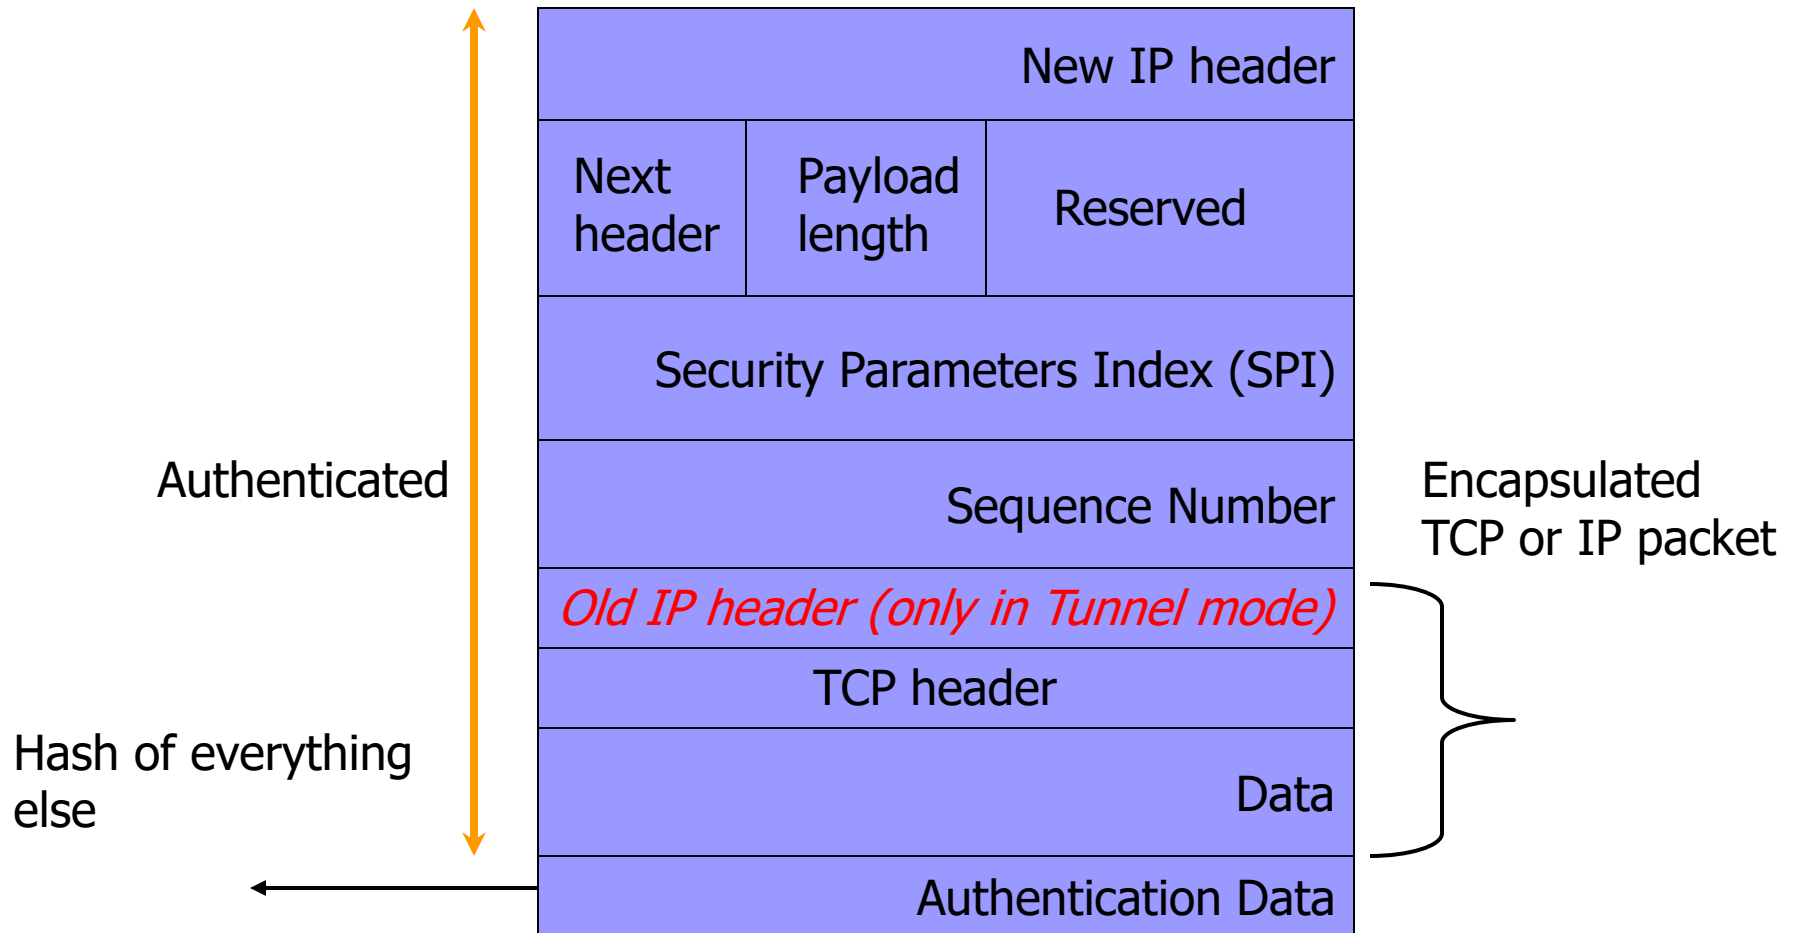 New IP header
Next
header
Payload
length
Reserved
Security Parameters Index (SPI)
Authenticated
Sequence Number
Encapsulated
TCP or IP packet
Old IP header (only in Tunnel mode)
TCP header
Hash of everything
else
Data
Authentication Data